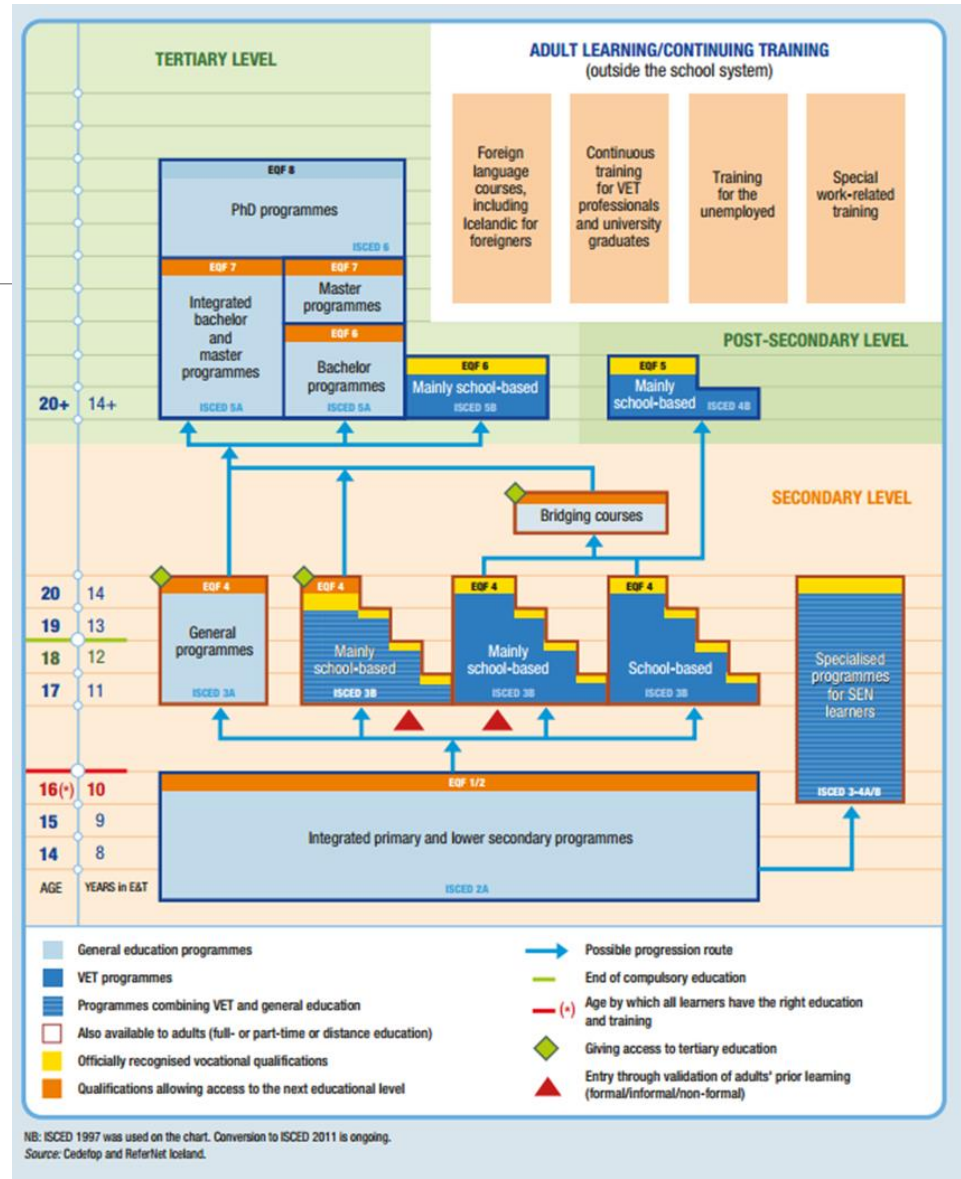 TERTIARY LEVEL
ADULT LEARNING/CONTINUING TRAINING
(outside the school system)
Foreign
language
courses,
including
Icelandic for
foreigners
Continuous
training
for VET
professionals
and university
graduates
Training
for the
unemployed
Special
work-related
training
EQF 8
PhD programmes
ISCED 6
EQF 7
Integrated
bachelor
and
master
programmes
ISCED 5A
EQF 7
Master
programmes
EQF 6
Bachelor
programmes
ISCED 5A
EQF 6
Mainly school-based
ISCED 5B
POST-SECONDARY LEVEL
EQF 5
Mainly
school-based
ISCED 4B
20+ 14+
SECONDARY LEVEL
Bridging courses
20 14
19 13
18 12
17 11
EQF 4
General
programmes
ISCED 3A
EQF 4
Mainly
school-based
ISCED 3B
EQF 4
Mainly
school-based
ISCED 3B
EQF 4
School-based
ISCED 3B
Specialised
programmes
for SEN
learners
ISCED 3-4A/B
16(*) 10
15 9
14 8
AGE YEARS in E&T
EQF 1/2
Integrated primary and lower secondary programmes
ISCED 2A
General education programmes
VET programmes
Programmes combining VET and general education
Also available to adults (full- or part-time or distance education)
Officially recognised vocational qualifications
Qualifications allowing access to the next educational level
Possible progression route
End of compulsory education
(*) Age by which all learners have the right education
and training
Giving access to tertiary education
Entry through validation of adults' prior learning
(formal/informal/non-formal)
NB: ISCED 1997 was used on the chart. Conversion to ISCED 2011 is ongoing.
Source: Cedefop and ReferNet Iceland.